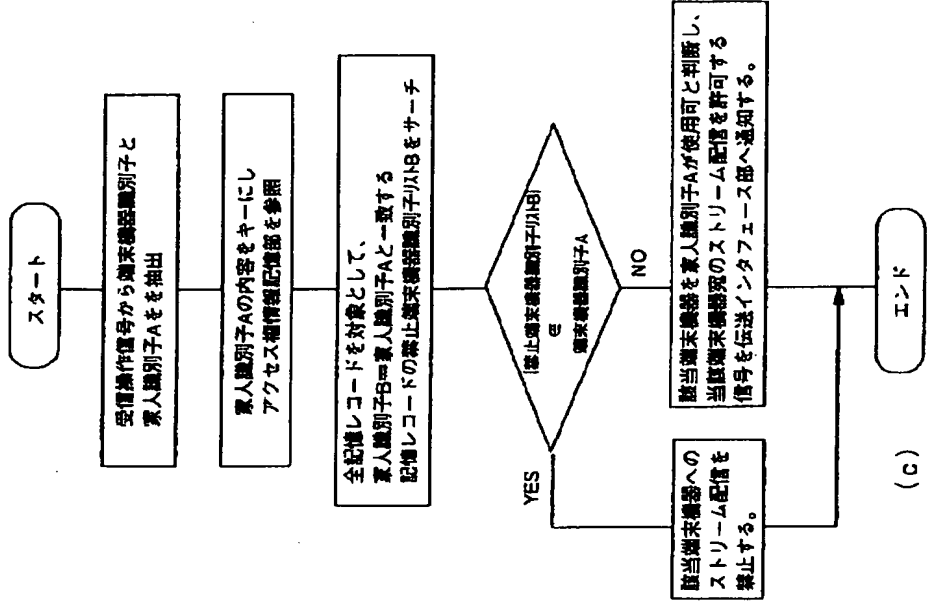 スタート
受信操作信号から端末機器識別子と
家人識別子Aをを抽出
家人識別子Aの内容をキーにし
アクセス権情報記憶部を参照
全記憶レコードを対象として、
家人識別子B==家人識別子Aと一致する
記憶レコードの禁止端末機器識別子リストBをサーチ
{禁止端末機器識別子リストB}
∋
端末機器識別子A
YES
NO
該当端末機器への
ストリーム配信を
禁止する。
該当端末機器を家人識別子Aが使用可と判断し、
当該端末機器宛のストリーム配信を許可する
信号を伝送インタフェース部へ通知する。
エンド
(c)